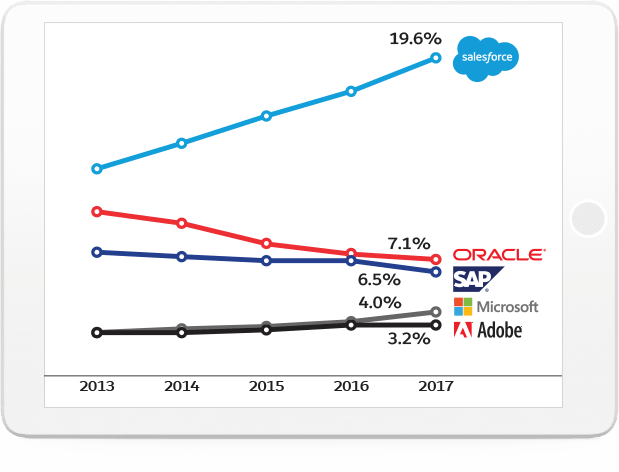 19.6%
salesforce
7.1%
ORACLE
6.5%
SAP
4.0%
Microsoft
Adobe
3.2%
2013 2014 2015 2016 2017